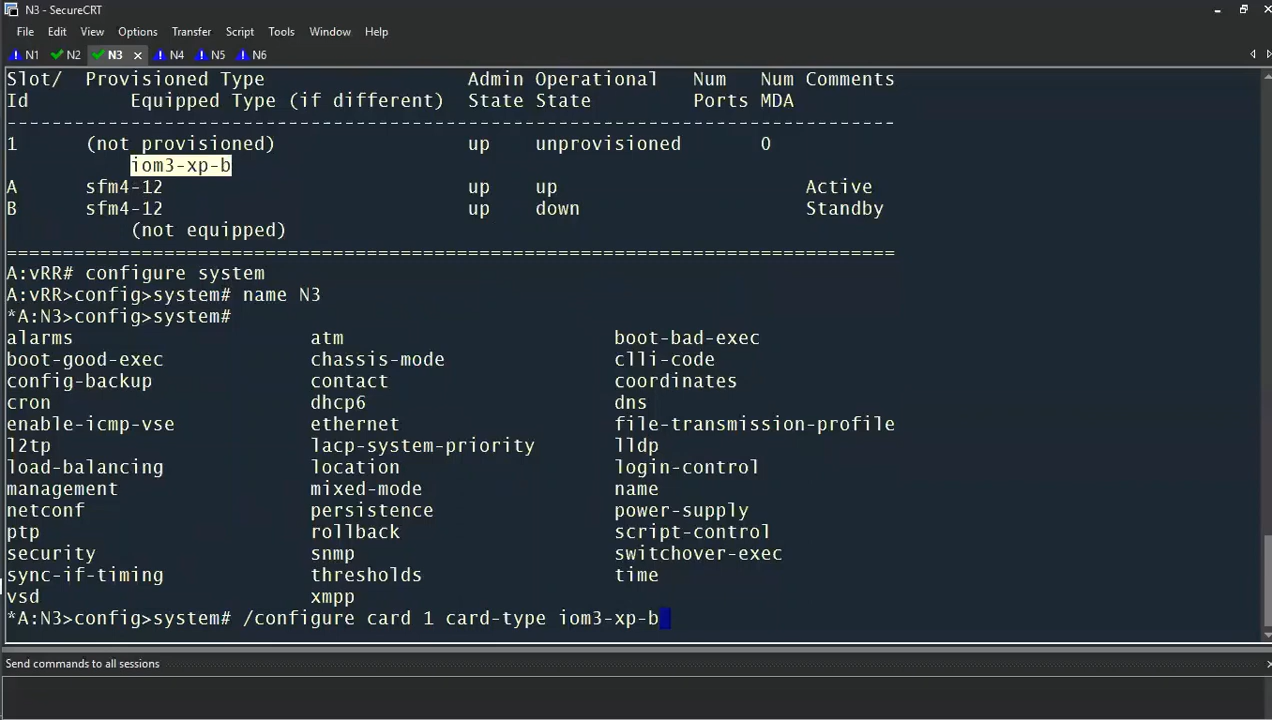 N3 - SecureCRT
File Edit View Options Transfer Script Tools Window Help
N1 N2 N3 N4 N5 N6
Slot/ Provisioned Type Admin Operational Num Num Comments
Id Equipped Type (if different) State State Ports MDA
--------------------------------------------------------------------------------
1 (not provisioned) up unprovisioned 0
iom3-xp-b
A sfm4-12 up up Active
B sfm4-12 up down Standby
(not equipped)
================================================================================
A:vRR# configure system
A:vRR>config>system# name N3
*A:N3>config>system#
alarms atm boot-bad-exec
boot-good-exec chassis-mode clli-code
config-backup contact coordinates
cron dhcp6 dns
enable-icmp-vse ethernet file-transmission-profile
l2tp lacp-system-priority lldp
load-balancing location login-control
management mixed-mode name
netconf persistence power-supply
ptp rollback script-control
security snmp switchover-exec
sync-if-timing thresholds time
vsd xmpp
*A:N3>config>system# /configure card 1 card-type iom3-xp-b
Send commands to all sessions